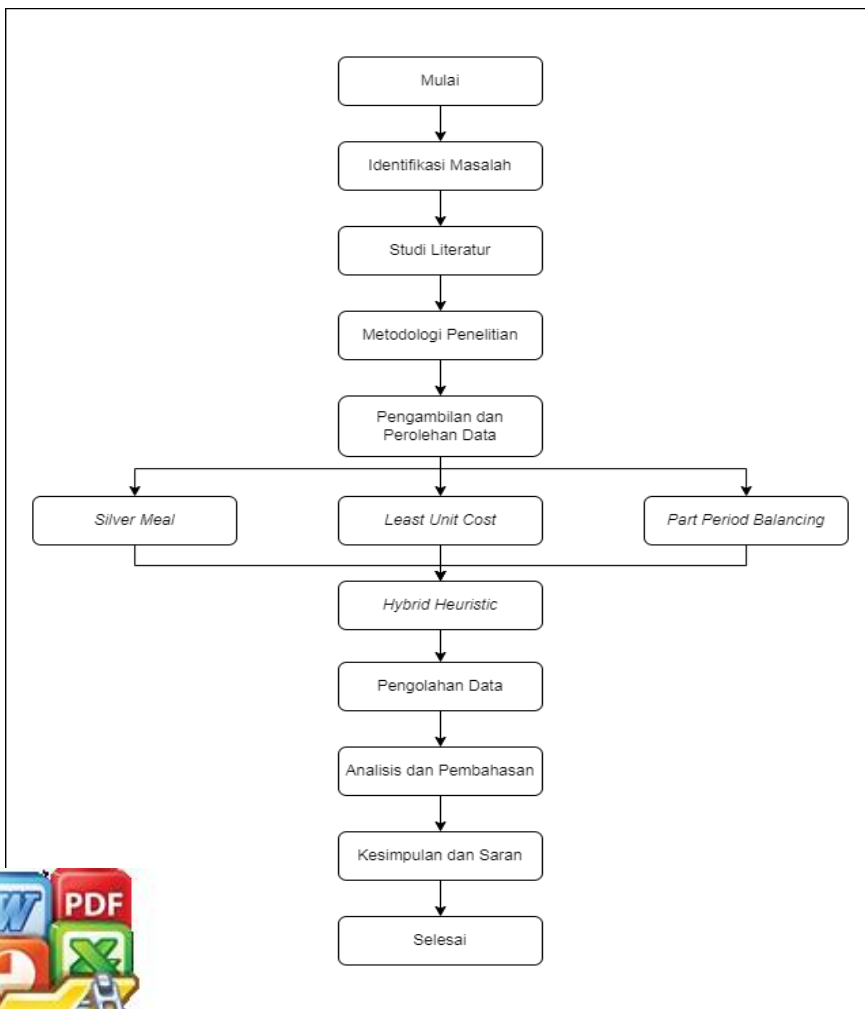 Mulai
Identifikasi Masalah
Studi Literatur
Metodologi Penelitian
Pengambilan dan
Perolehan Data
Silver Meal
Least Unit Cost
Part Period Balancing
Hybrid Heuristic
Pengolahan Data
Analisis dan Pembahasan
Kesimpulan dan Saran
Selesai
W
PDF
X